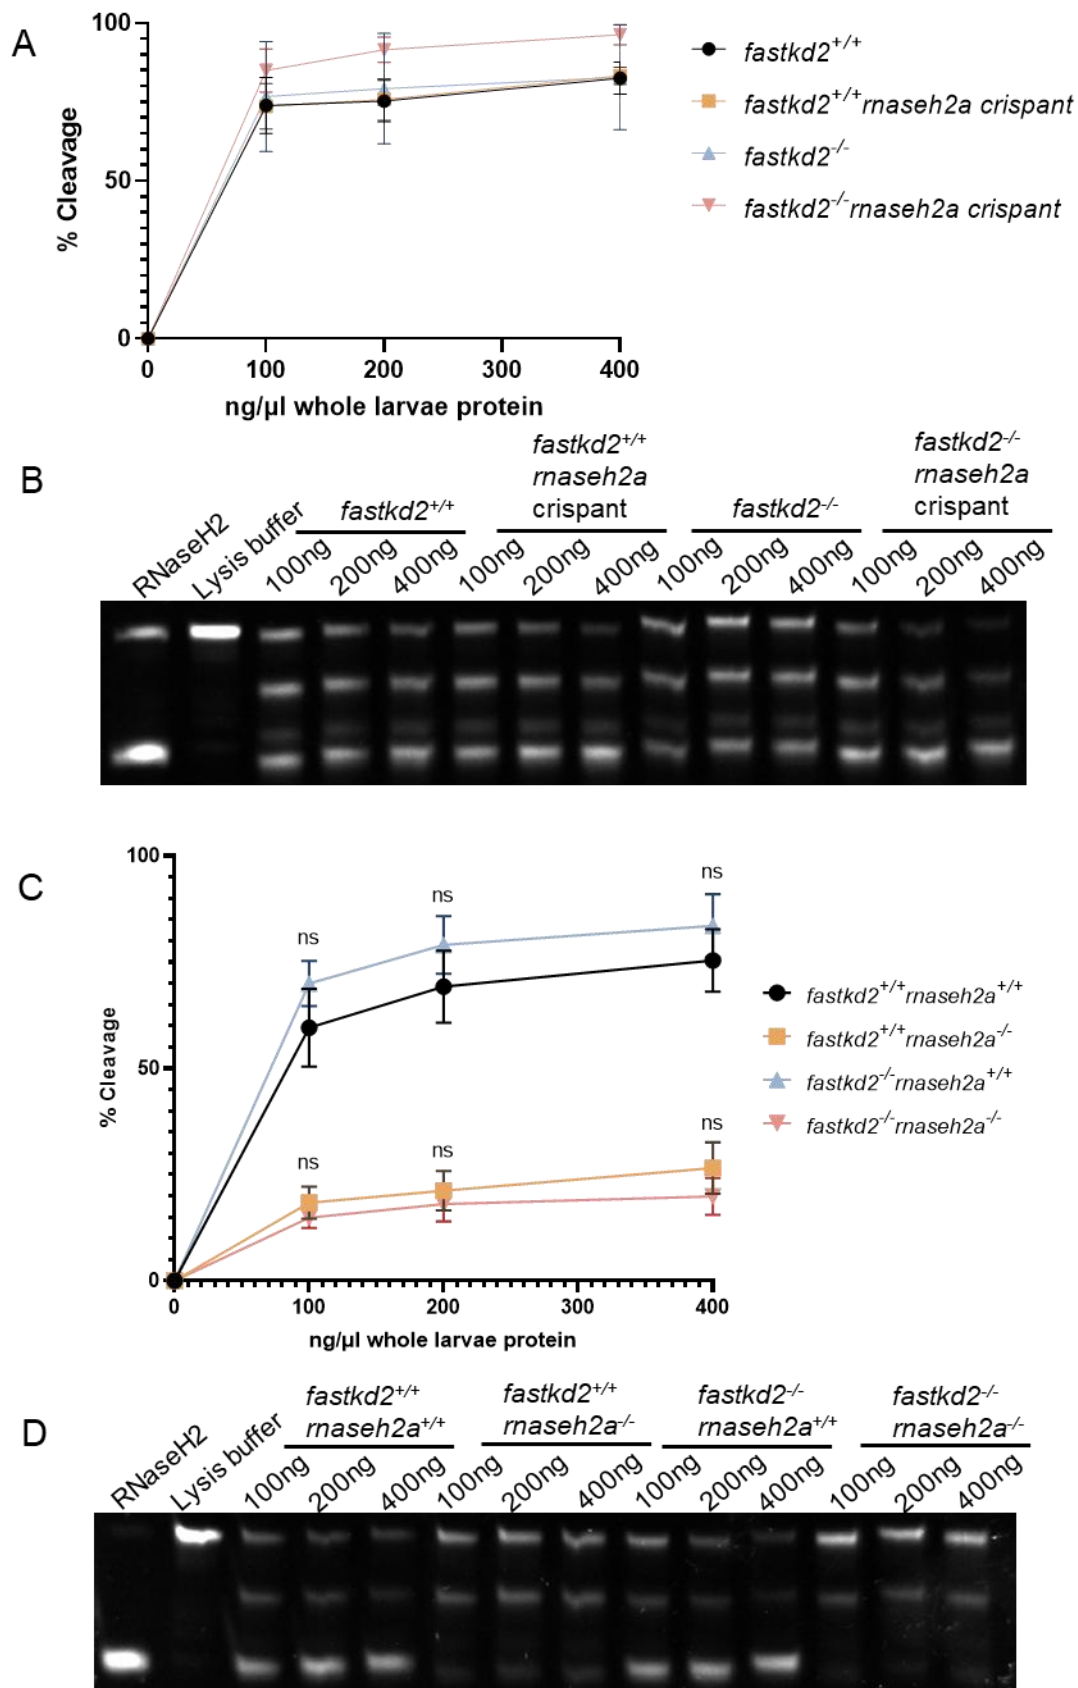 A
100
50
0
% Cleavage
0 100 200 300 400
ng/µl whole larvae protein
fastkd2+/+
fastkd2+/+rnaseh2a crispant
fastkd2-/-
fastkd2-/-rnaseh2a crispant
B
RNaseH2
Lysis buffer
fastkd2+/+
fastkd2+/+
rnaseh2a
crispant
fastkd2-/-
fastkd2-/-
rnaseh2a
crispant
100ng 200ng 400ng 100ng 200ng 400ng 100ng 200ng 400ng 100ng 200ng 400ng
C
100
50
0
% Cleavage
ns ns ns
ns ns ns
0 100 200 300 400
ng/µl whole larvae protein
fastkd2+/+rnaseh2a+/+
fastkd2+/+rnaseh2a-/-
fastkd2-/-rnaseh2a+/+
fastkd2-/-rnaseh2a-/-
D
RNaseH2
Lysis buffer
fastkd2+/+
rnaseh2a+/+
fastkd2+/+
rnaseh2a-/-
fastkd2-/-
rnaseh2a+/+
fastkd2-/-
rnaseh2a-/-
100ng 200ng 400ng 100ng 200ng 400ng 100ng 200ng 400ng 100ng 200ng 400ng